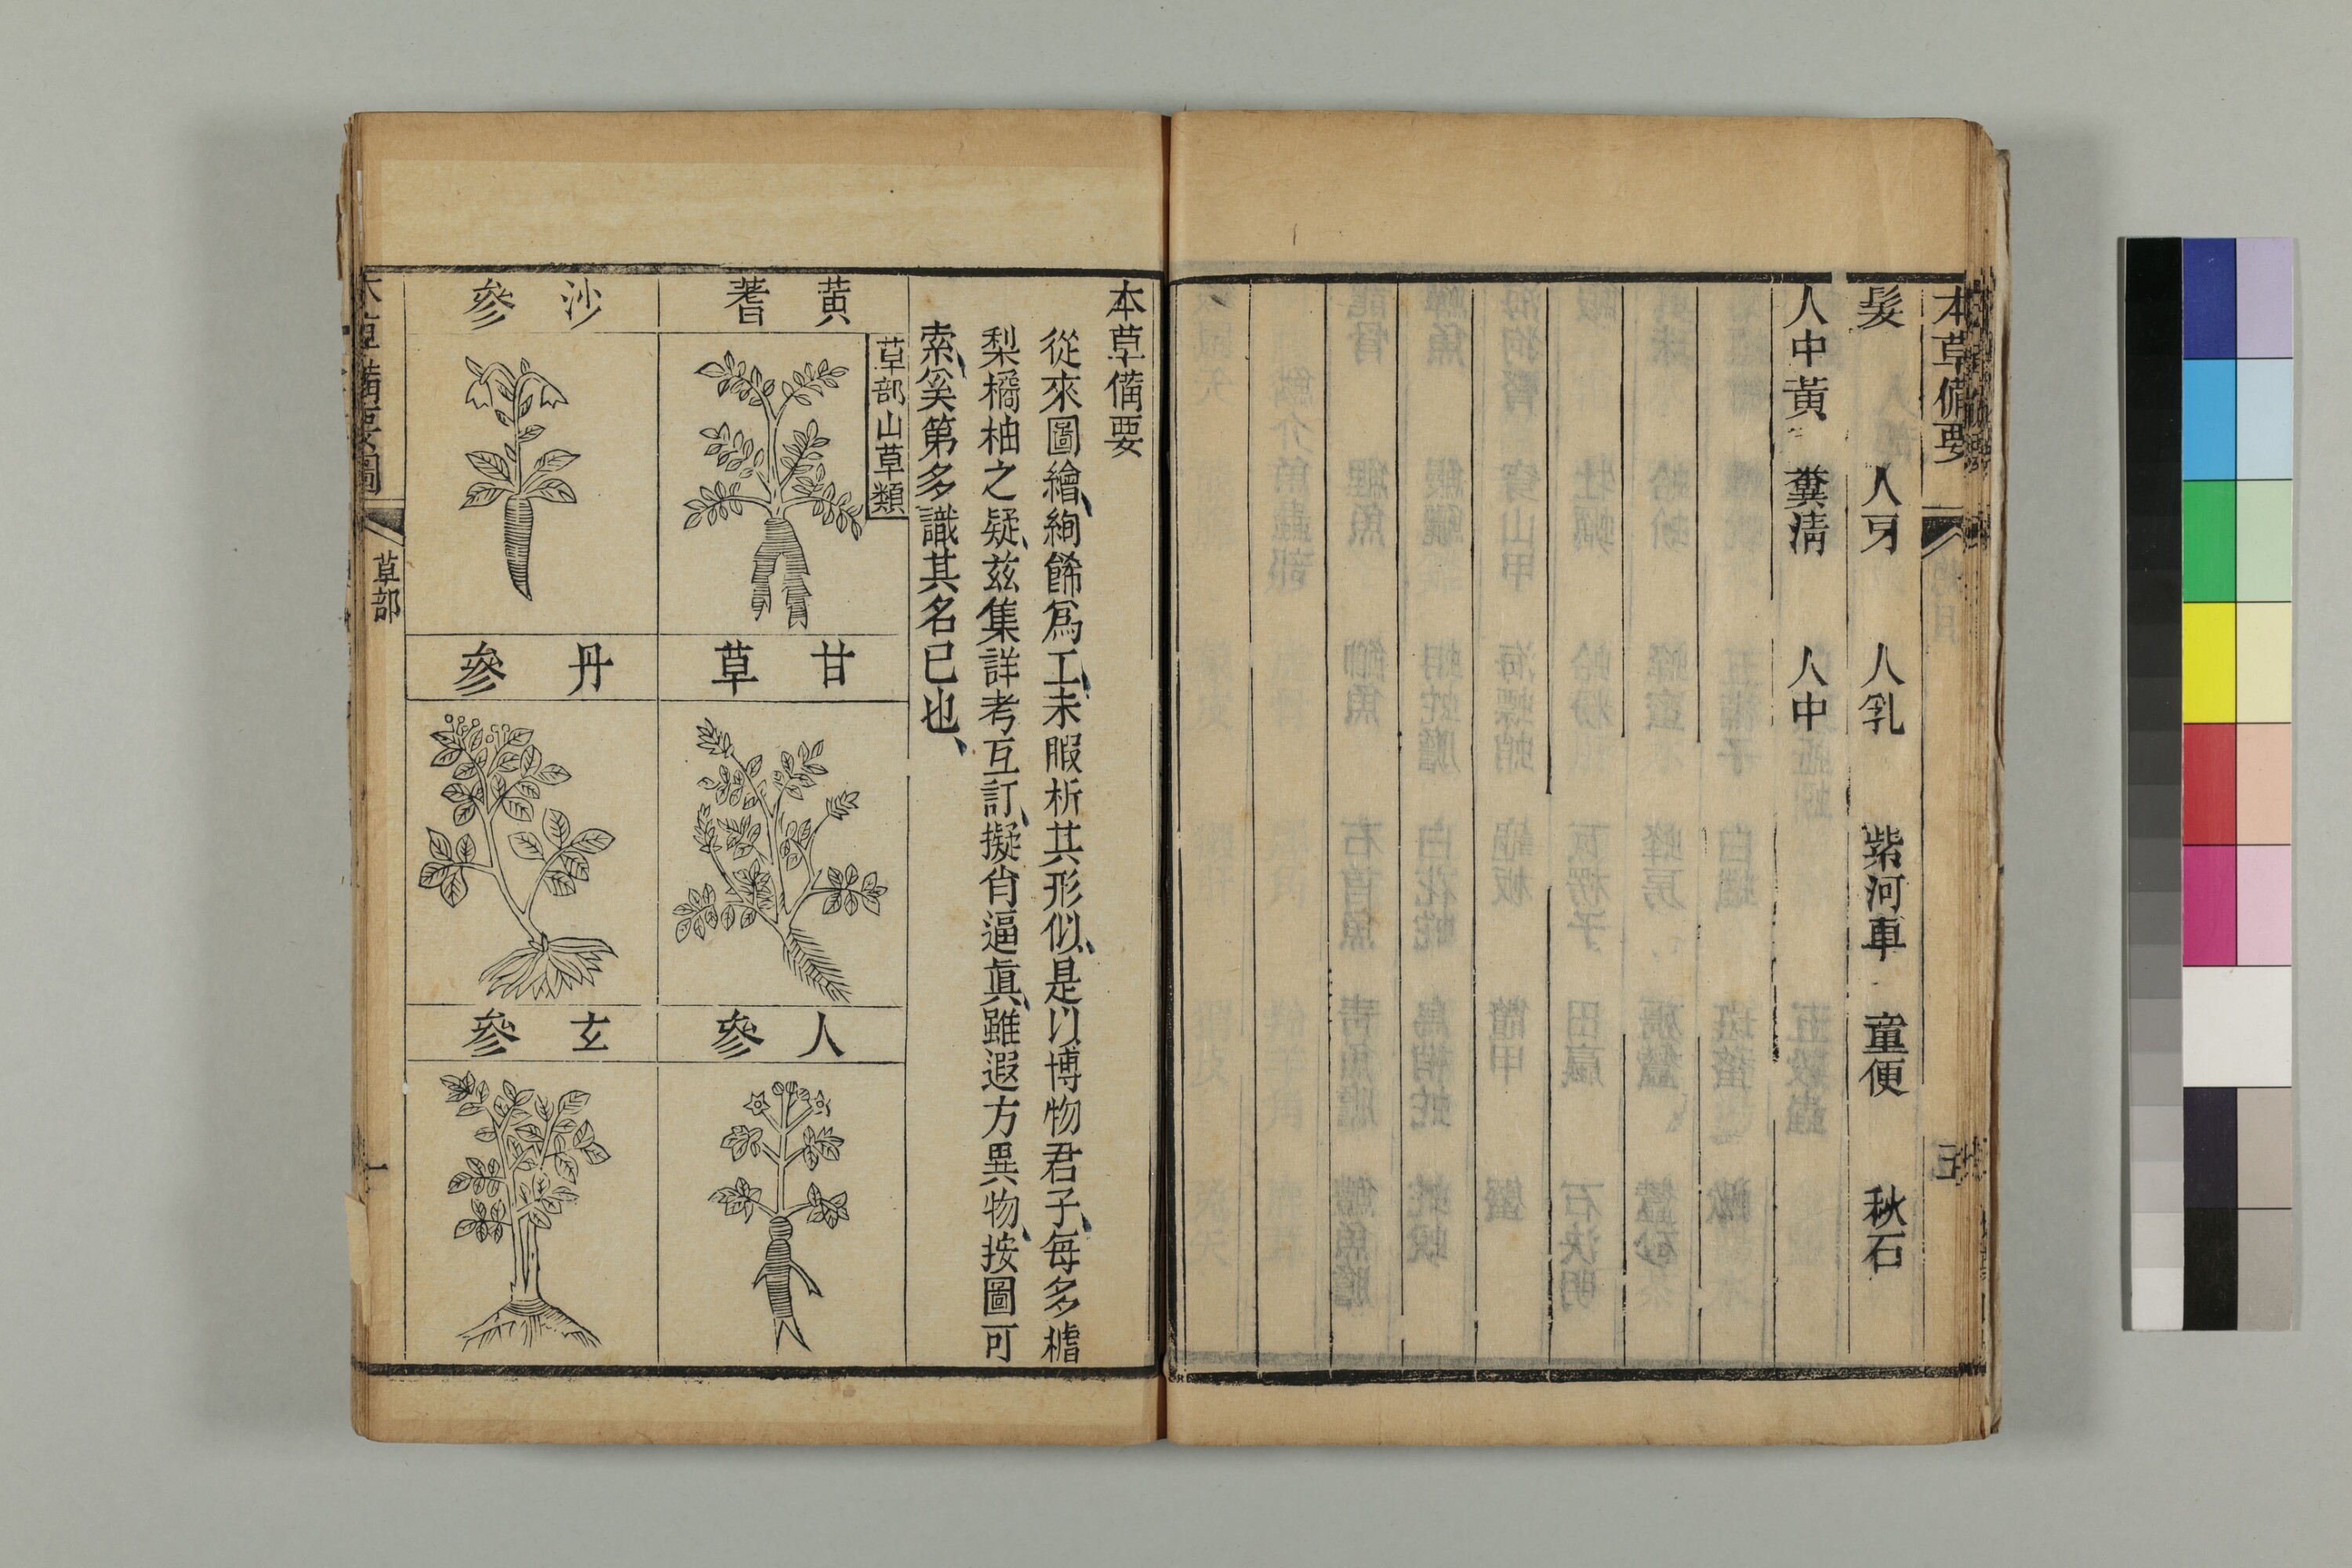 本草備要
髮 人牙 人乳 紫河車 童便 秋石
人中黃 糞清 人中
五
本草備要
從來圖繪絢餙爲工未暇析其形似是以博物君子每多樝
梨橘柚之疑兹集詳考互訂擬肖逼眞雖遐方異物按圖可
索奚第多識其名已也
草部山草類
黃耆
甘草
人參
沙參
丹參
玄參
本草備要圖
草部
一